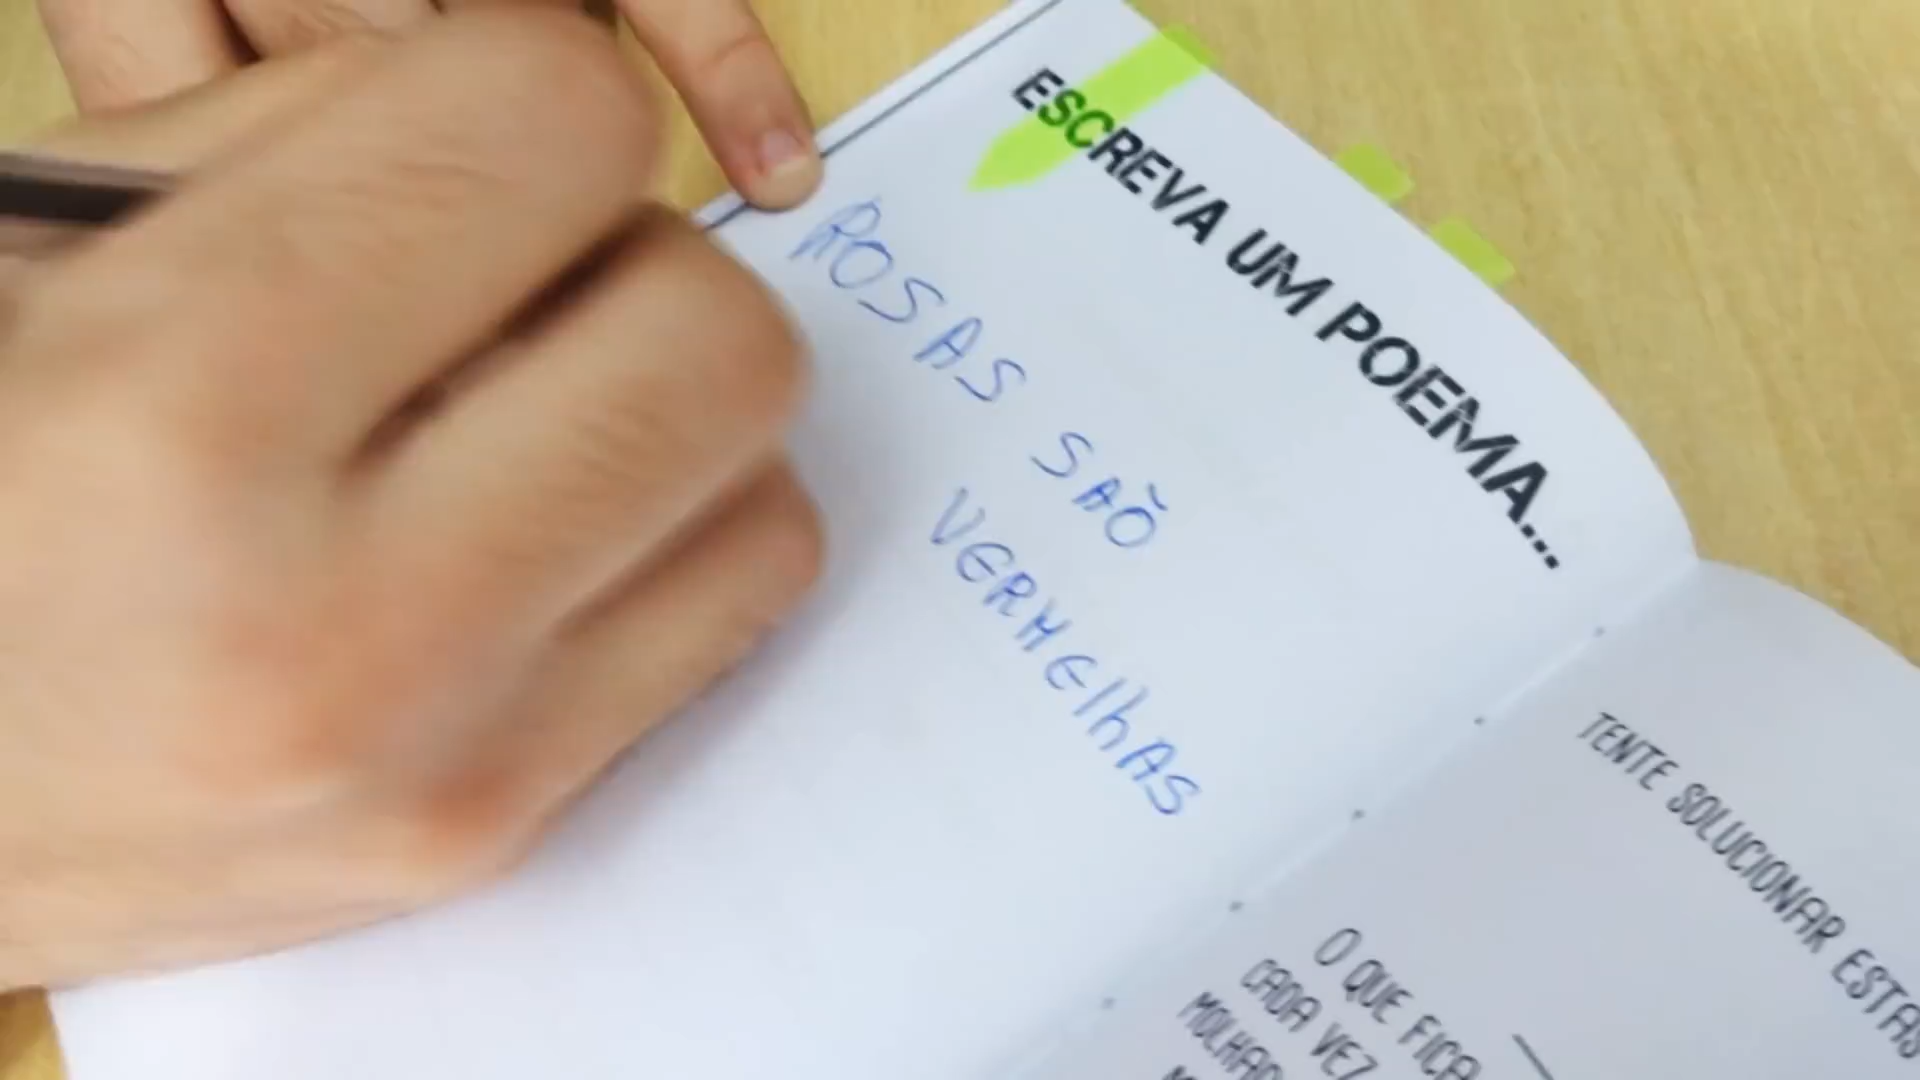 ESCREVA UM POEMA...
ROSAS SAÕ
VERMElhAS
TENTE SOLUCIONAR ESTAS
O QUE FICA
CADA VEZ